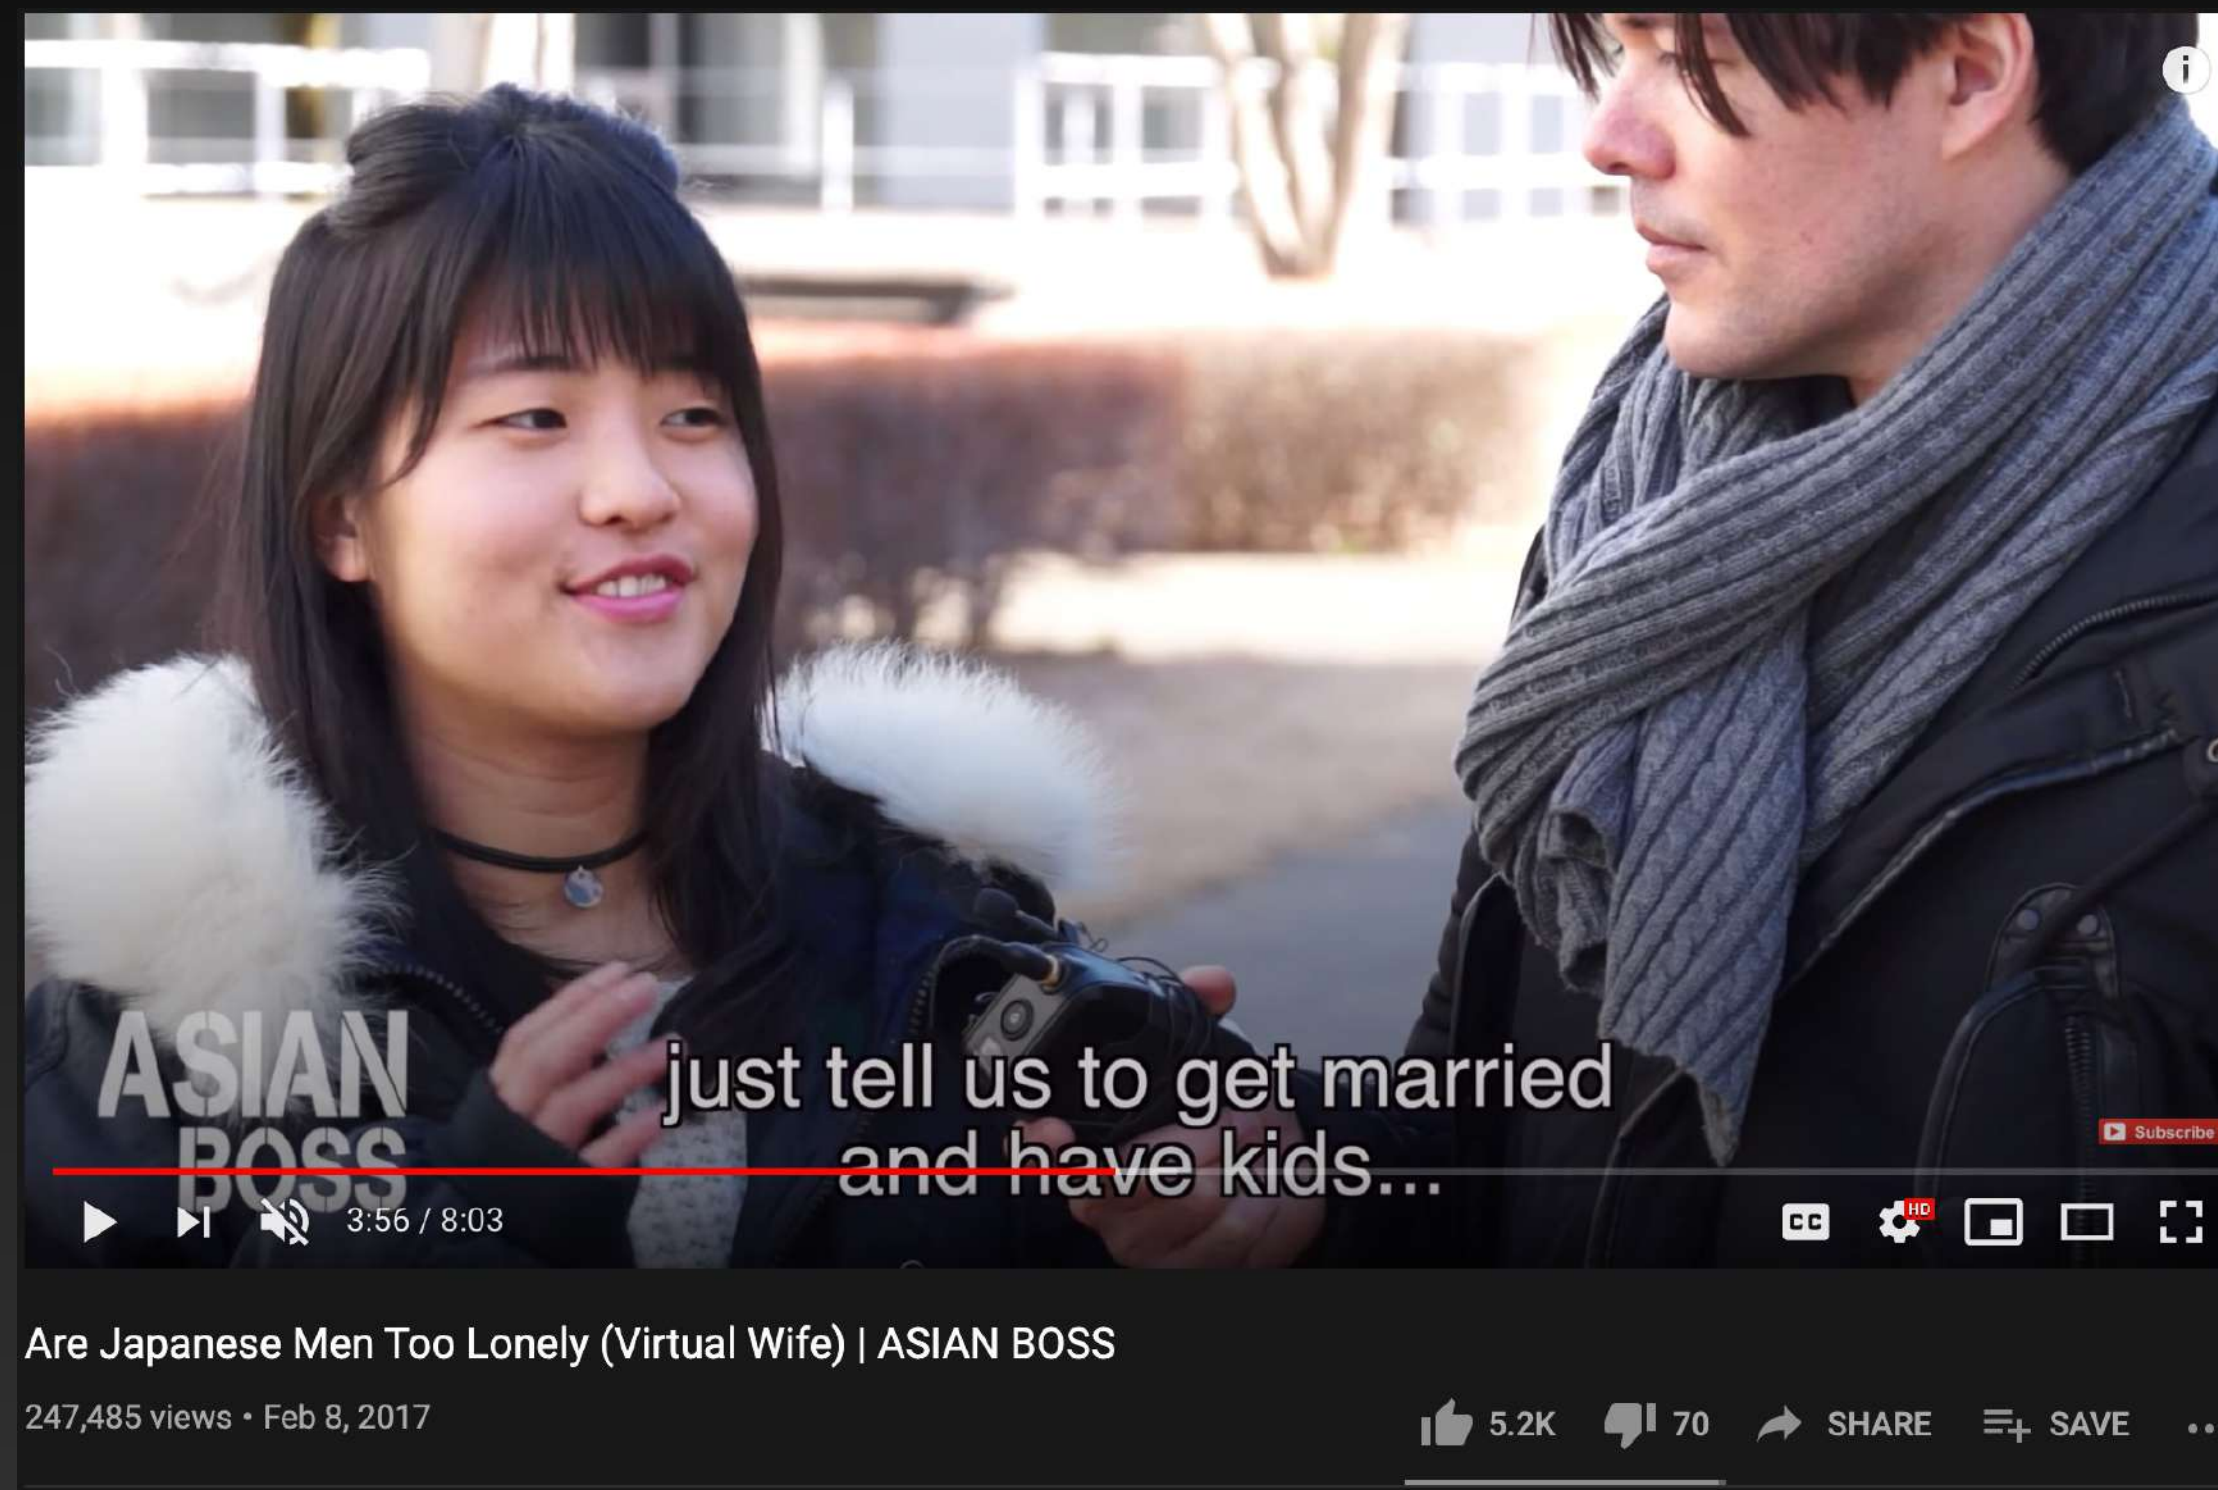 ASIAN
BOSS
just tell us to get married
and have kids...
Subscribe
3:56 / 8:03
CC
HD
Are Japanese Men Too Lonely (Virtual Wife) | ASIAN BOSS
247,485 views • Feb 8, 2017
5.2K
70
SHARE
SAVE